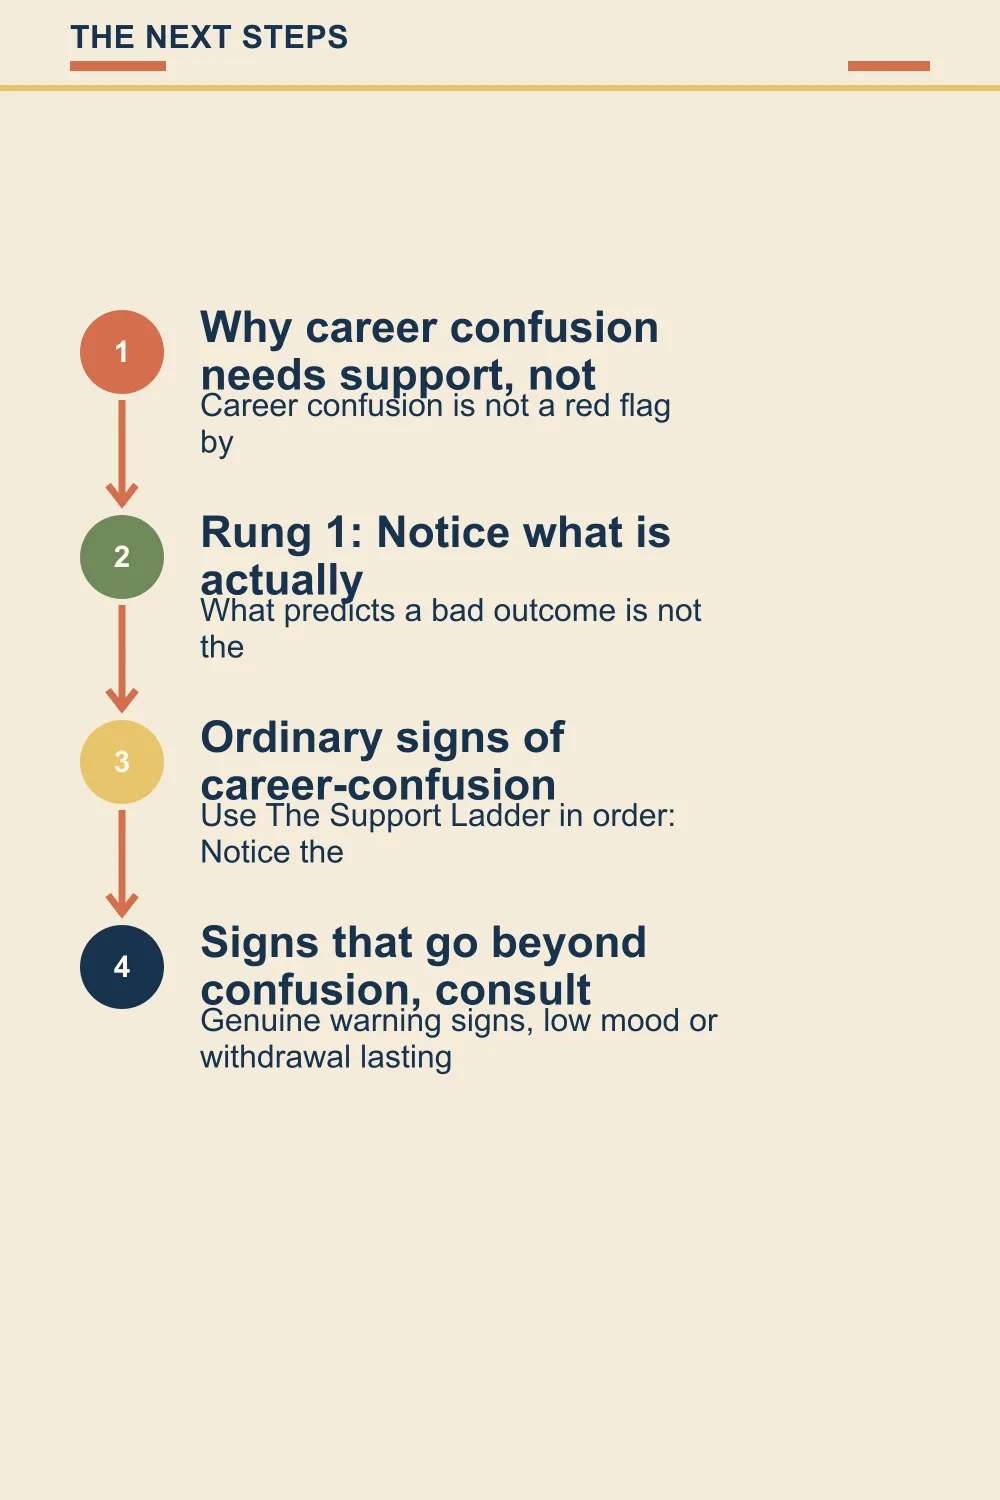 THE NEXT STEPS
1
Why career confusion
needs support, not
Career confusion is not a red flag
by
2
Rung 1: Notice what is
actually
What predicts a bad outcome is not
the
3
Ordinary signs of
career-confusion
Use The Support Ladder in order:
Notice the
4
Signs that go beyond
confusion, consult
Genuine warning signs, low mood or
withdrawal lasting